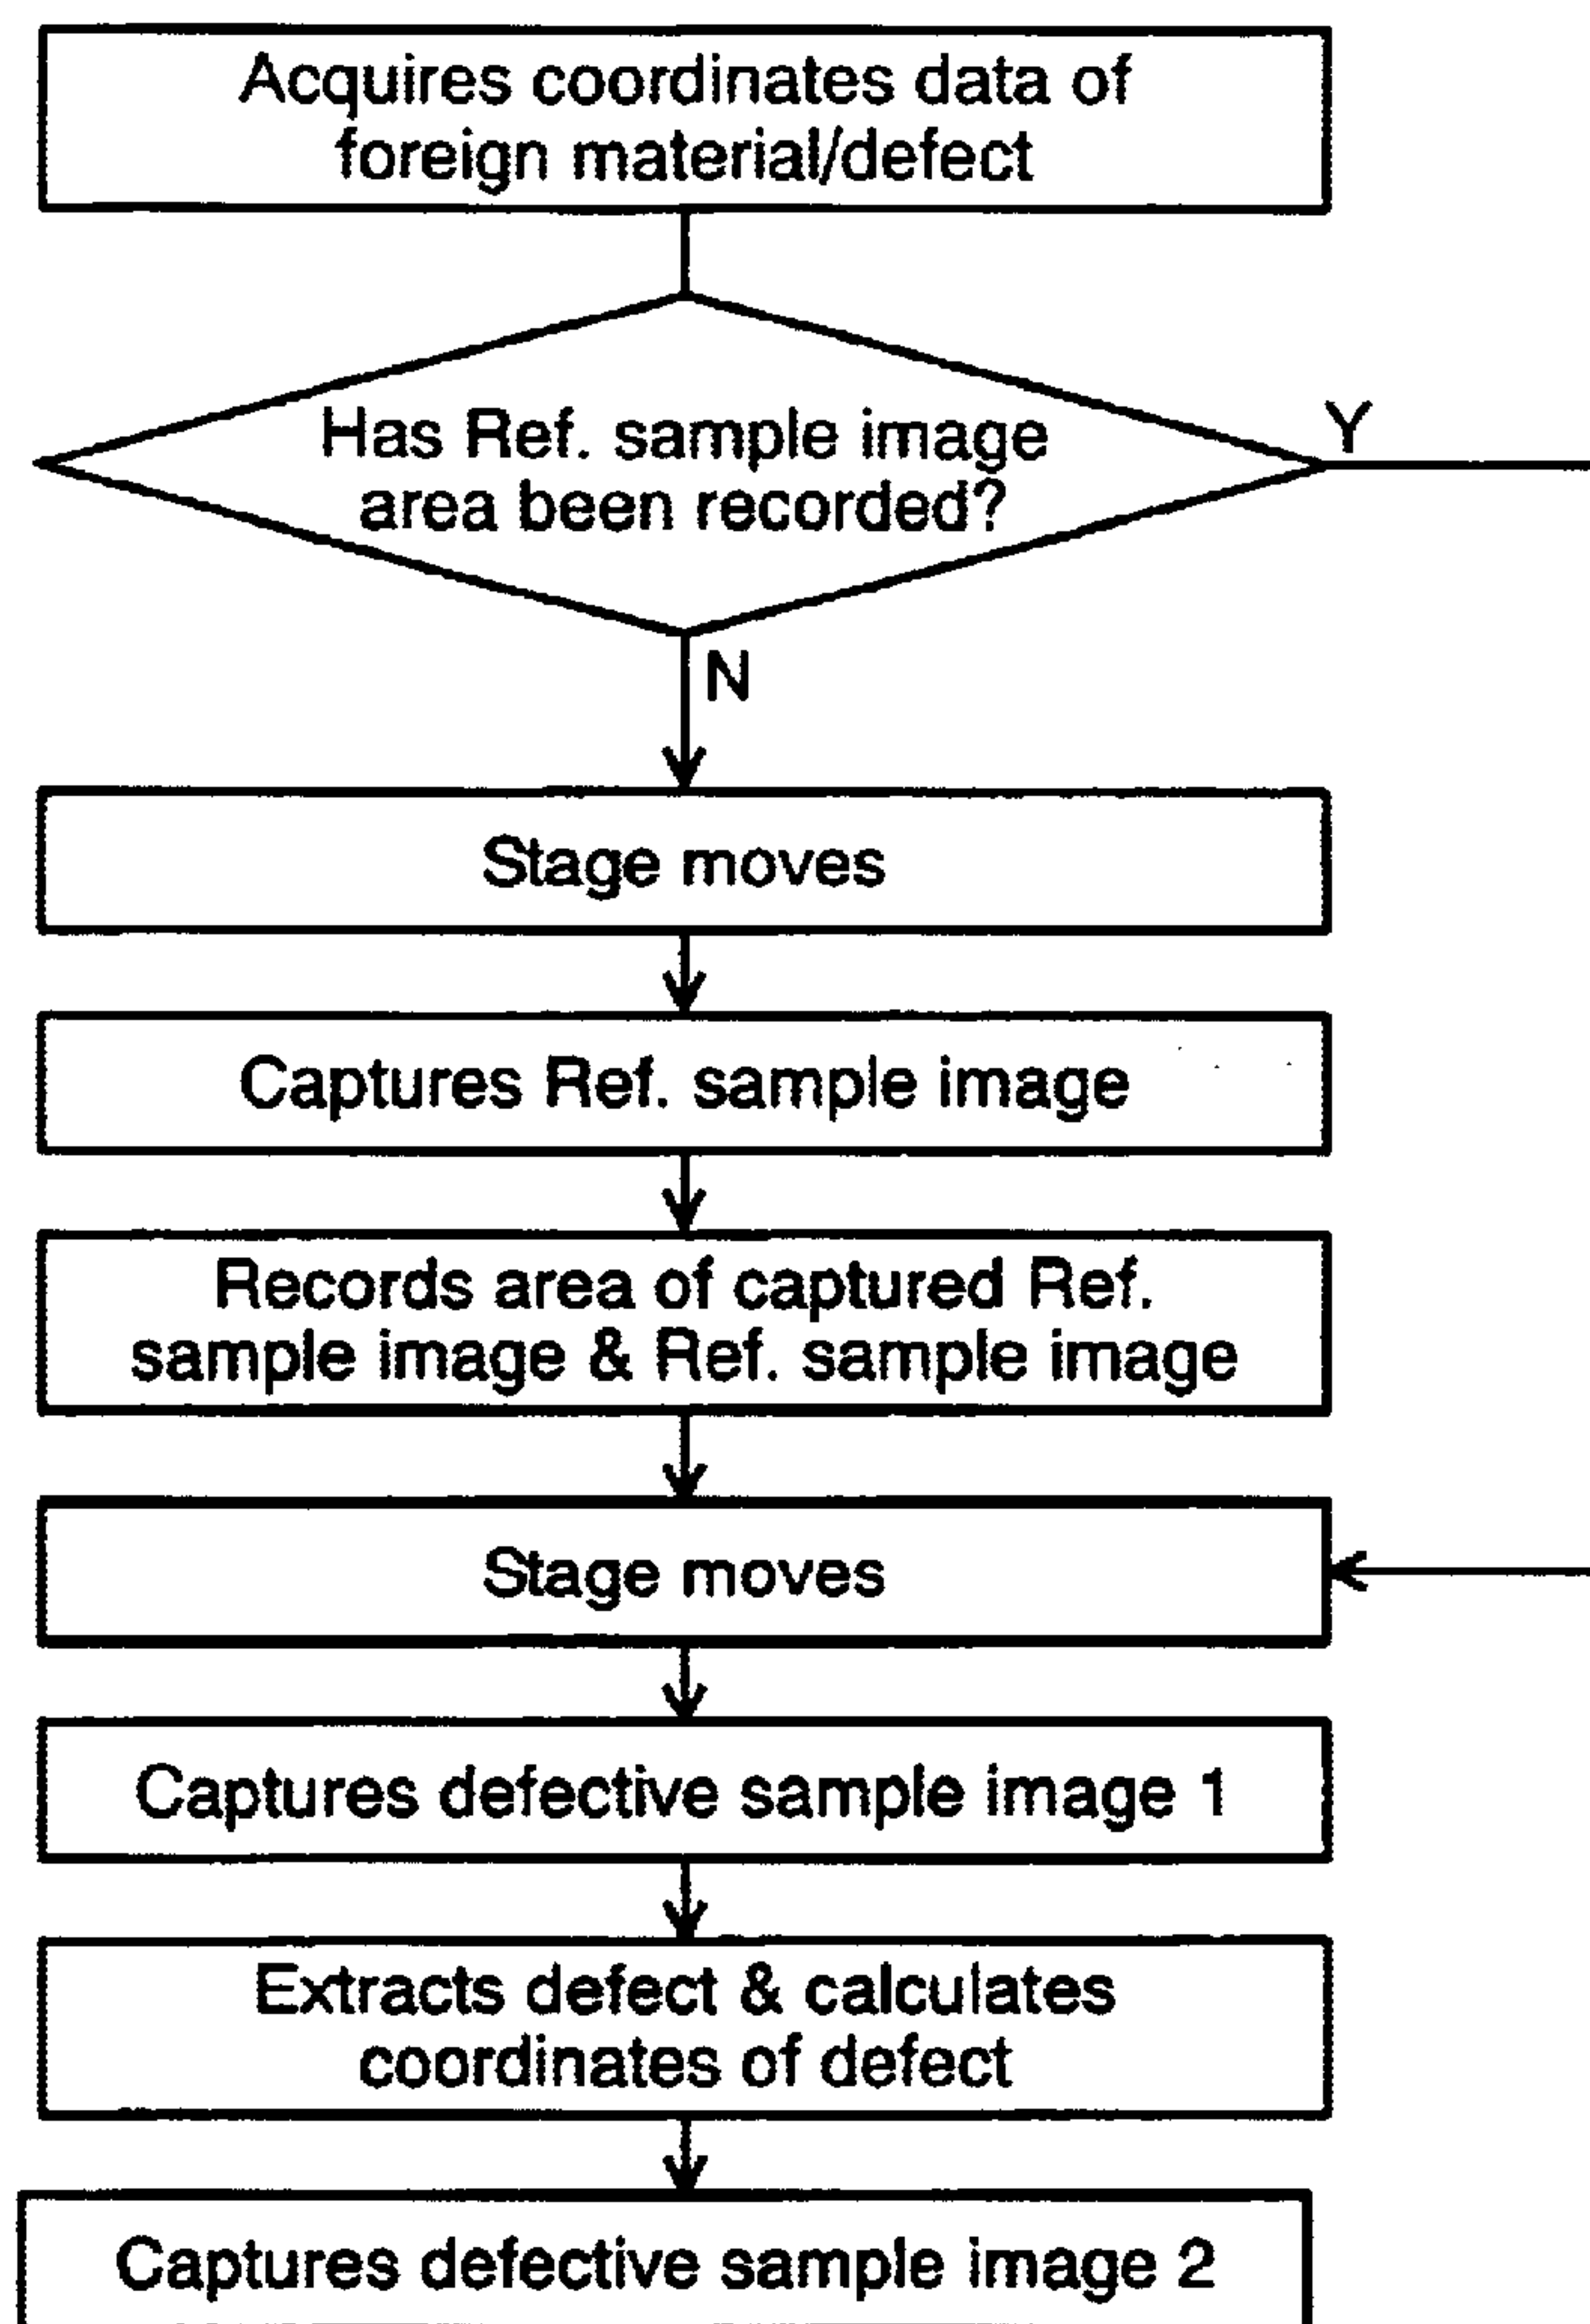 Acquires coordinates data of
foreign material/defect
Has Ref. sample image
area been recorded?
Y
N
Stage moves
Captures Ref. sample image
Records area of captured Ref.
sample image & Ref. sample image
Stage moves
Captures defective sample image 1
Extracts defect & calculates
coordinates of defect
Captures defective sample image 2